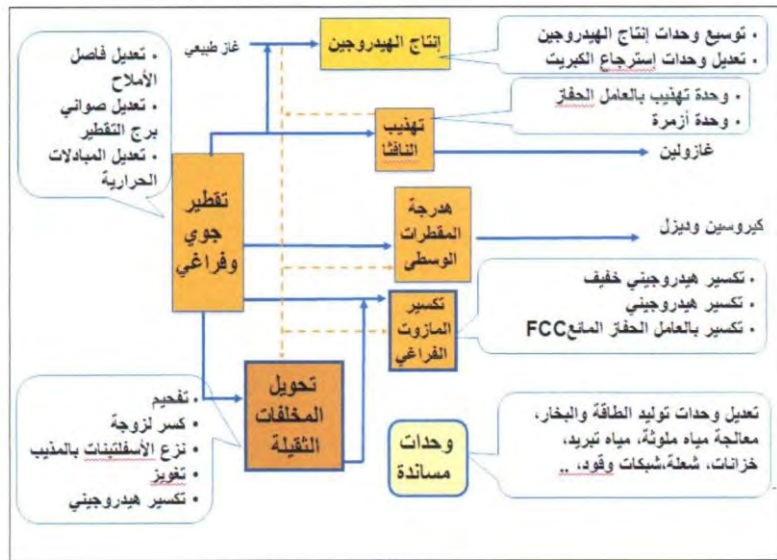 غاز طبيعي
إنتاج الهيدروجين
• توسيع وحدات إنتاج الهيدروجين
• تعديل وحدات إسترجاع الكبريت
• تعديل فاصل
الأملاح
• تعديل صواني
برج التقطير
• تعديل المبادلات
الحرارية
تهذيب
النافثا
• وحدة تهذيب بالعامل الحفاز
• وحدة أزمرة
غازولين
تقطير
جوي
وفراغي
هدرجة
المقطرات
الوسطى
كيروسين وديزل
تكسير
المازوت
الفراغي
• تكسير هيدروجيني خفيف
• تكسير هيدروجيني
• تكسير بالعامل الحفاز المائع FCC
تحويل
المخلفات
الثقيلة
• تفحيم
• كسر لزوجة
• نزع الأسفلتينات بالمذيب
• تغويز
• تكسير هيدروجيني
وحدات
مساندة
تعديل وحدات توليد الطاقة والبخار،
معالجة مياه ملوثة، مياه تبريد،
خزانات، شعلة،شبكات وقود، ..